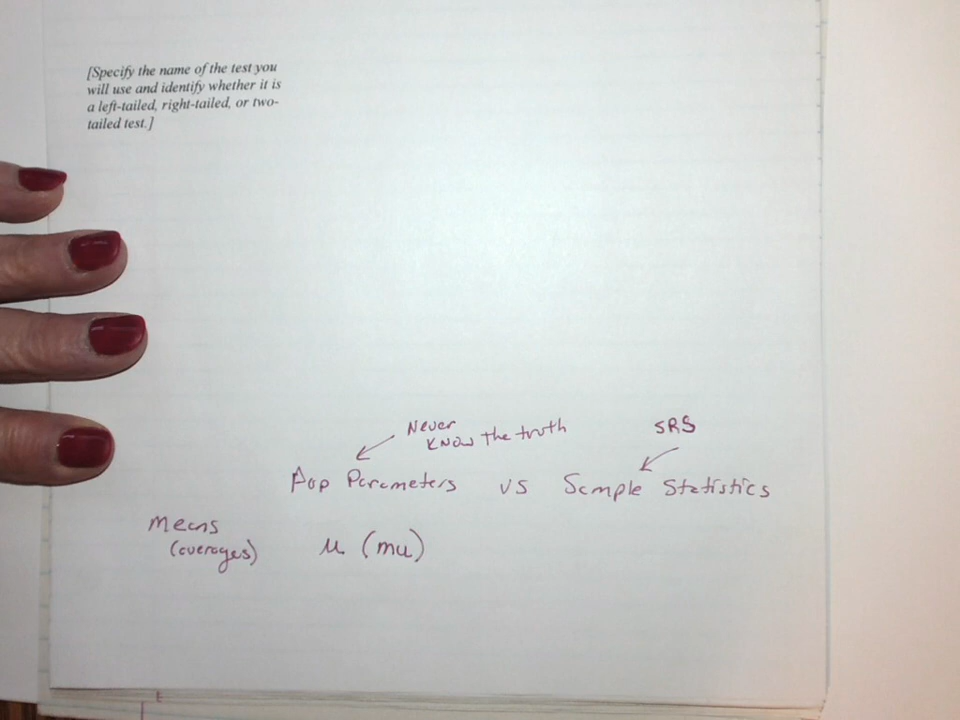 [Specify the name of the test you
will use and identify whether it is
a left-tailed, right-tailed, or two-
tailed test.]
Never
know the truth
SRS
Pop Parameters vs Sample Statistics
Means
(averages)
μ (mu)